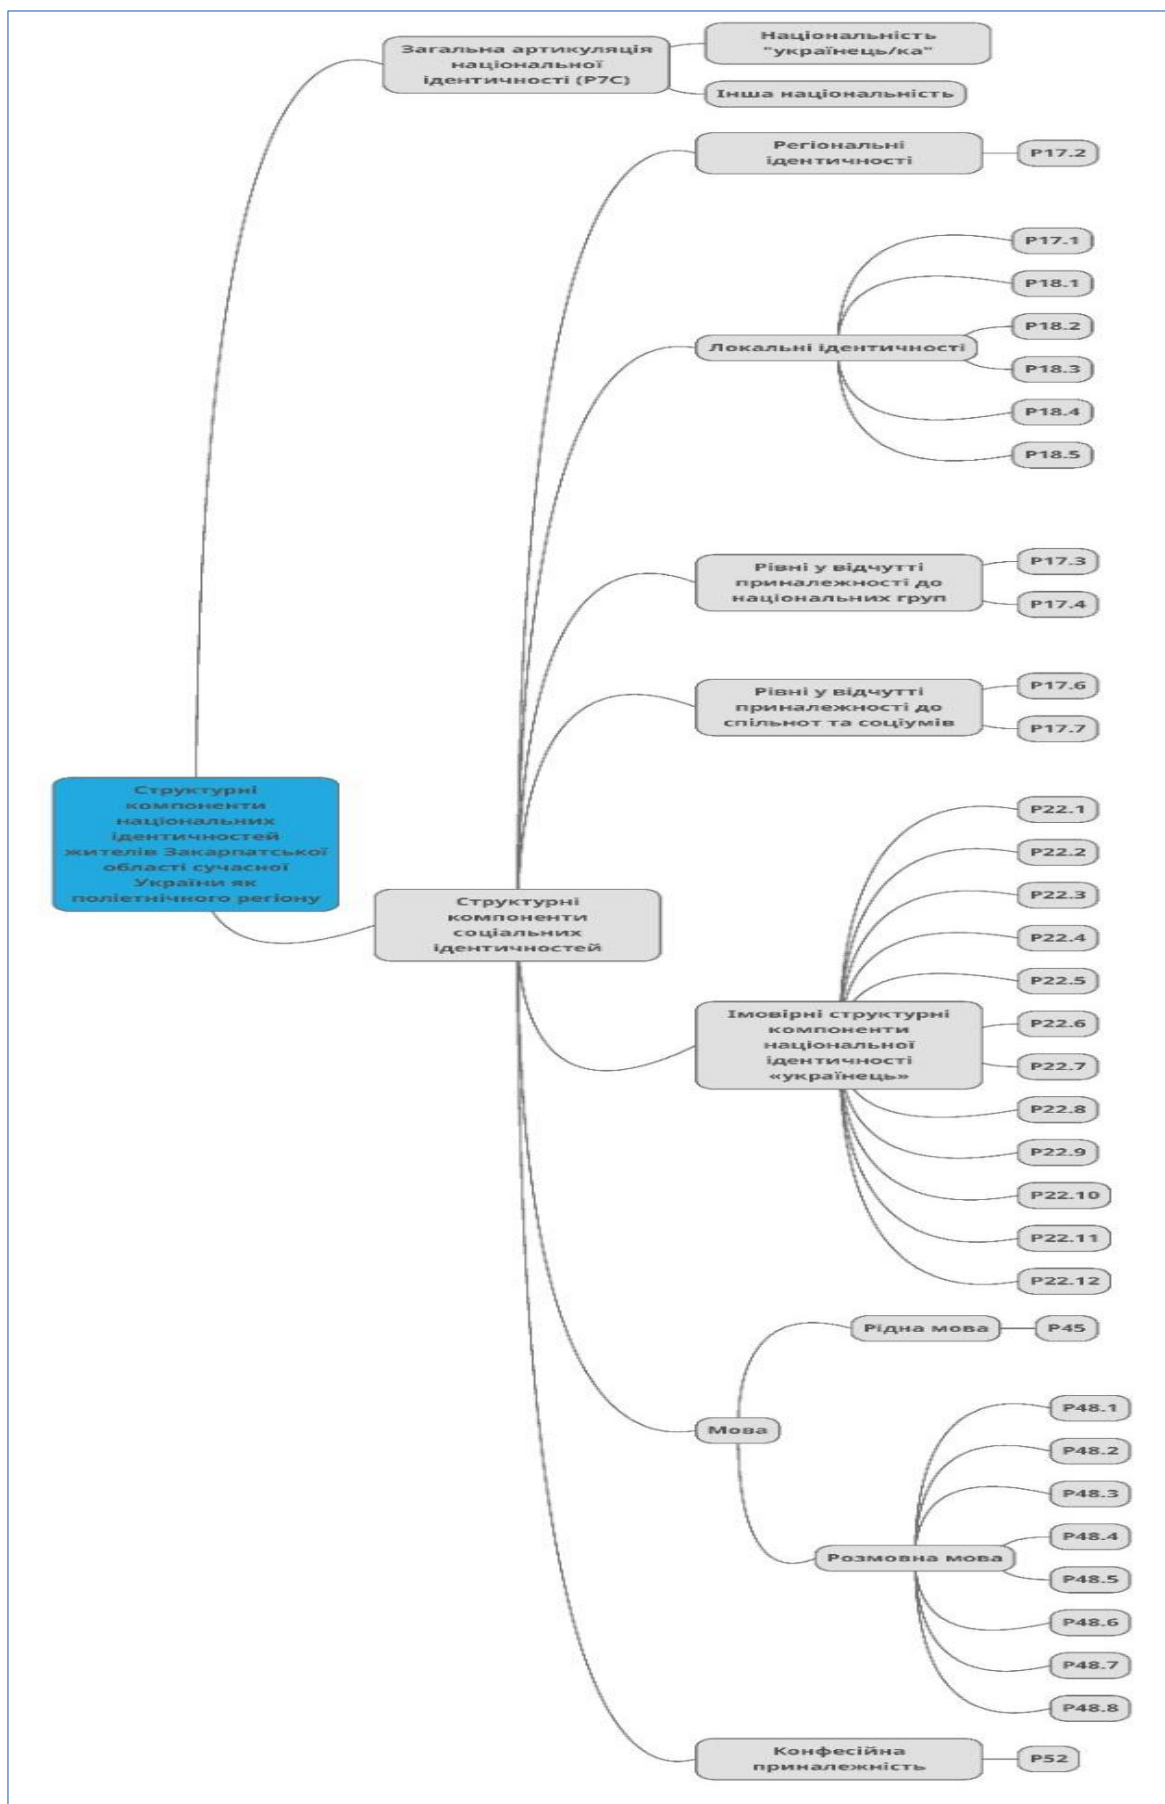 Загальна артикуляція
національної
ідентичності (P7C)
Національність
"українець/ка"
Інша національність
Регіональні
ідентичності
P17.2
P17.1
P18.1
P18.2
Локальні ідентичності
P18.3
P18.4
P18.5
Рівні у відчутті
приналежності до
національних груп
P17.3
P17.4
Рівні у відчутті
приналежності до
спільнот та соціумів
P17.6
P17.7
Структурні
компоненти
національних
ідентичностей
жителів Закарпатської
області сучасної
України як
поліетнічного регіону
Структурні
компоненти
соціальних
ідентичностей
P22.1
P22.2
P22.3
P22.4
P22.5
Імовірні структурні
компоненти
національної
ідентичності
«українець»
P22.6
P22.7
P22.8
P22.9
P22.10
P22.11
P22.12
Рідна мова
P45
Мова
P48.1
P48.2
P48.3
P48.4
Розмовна мова
P48.5
P48.6
P48.7
P48.8
Конфесійна
приналежність
P52